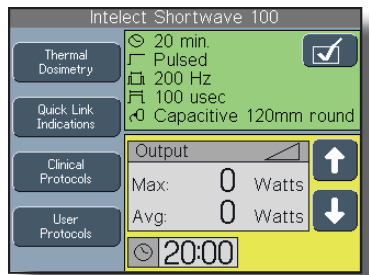 Intelect Shortwave 100
Thermal
Dosimetry
Quick Link
Indications
Clinical
Protocols
User
Protocols
20 min.
Pulsed
200 Hz
100 usec
Capacitive 120mm round
Output
Max: 0 Watts
Avg: 0 Watts
20:00